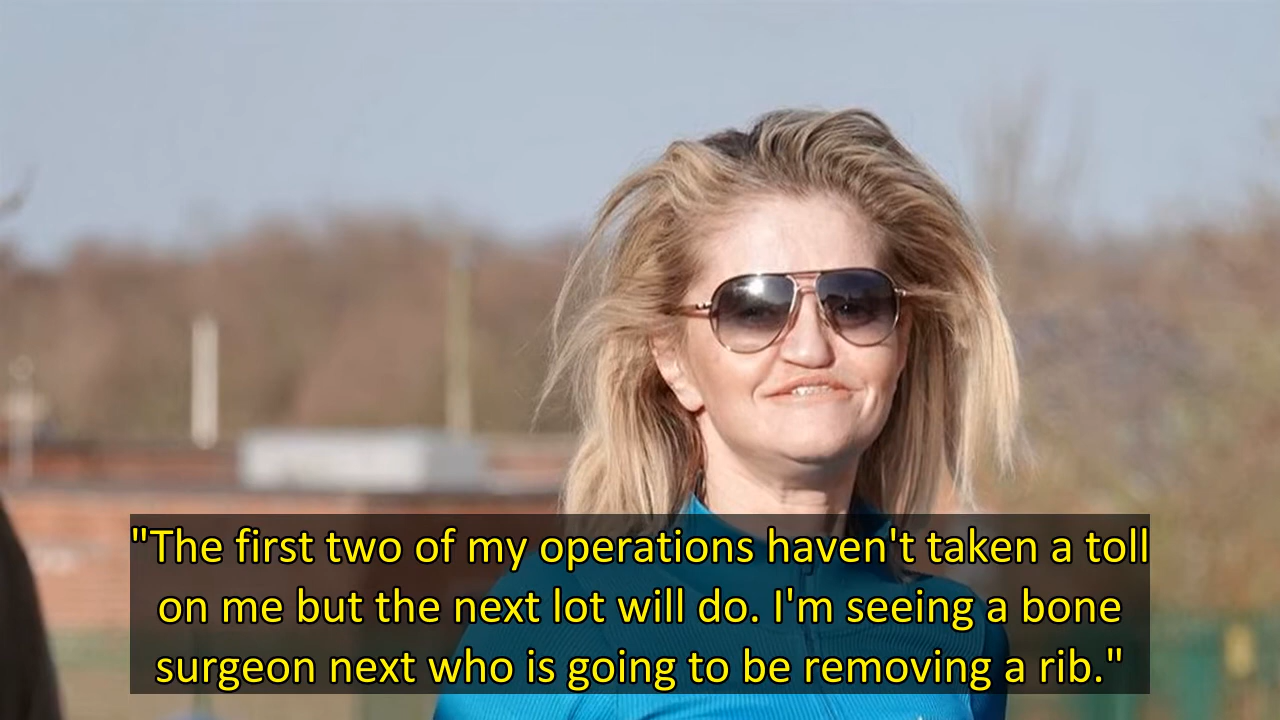 "The first two of my operations haven't taken a toll
on me but the next lot will do. I'm seeing a bone
surgeon next who is going to be removing a rib."